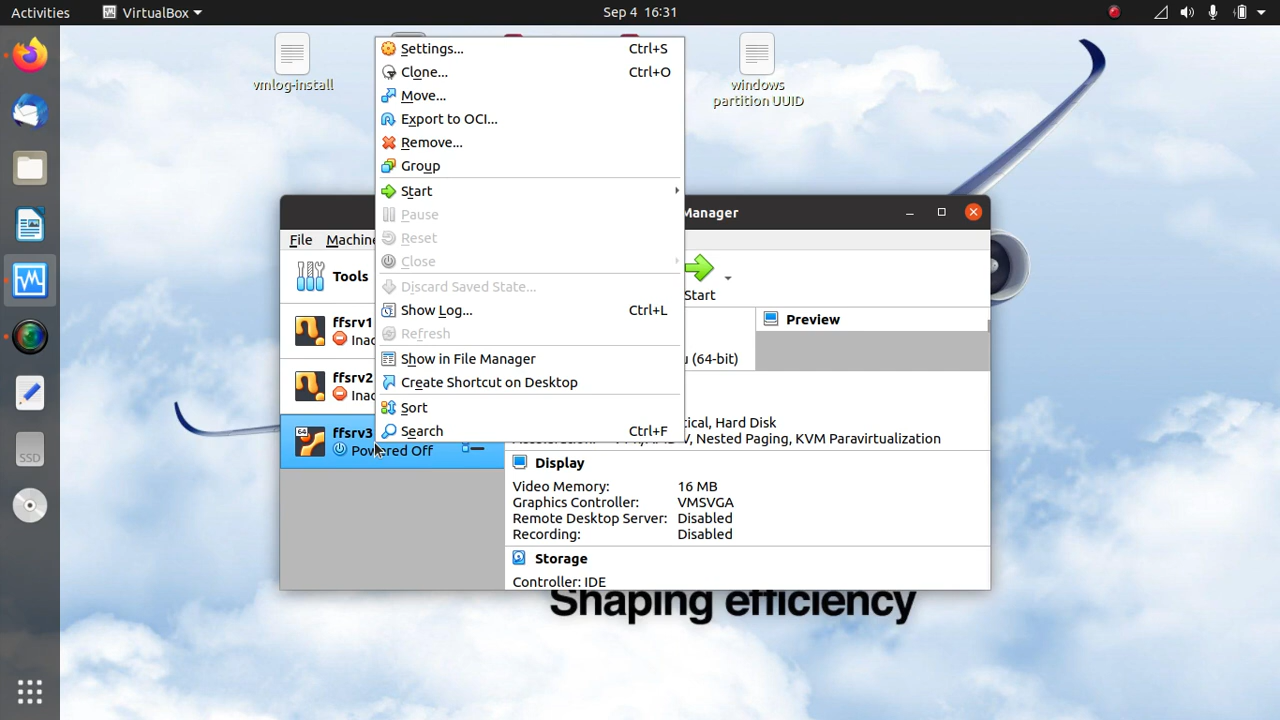 Activities
VirtualBox
Sep 4 16:31
vmlog-install
windows
partition UUID
Settings... Ctrl+S
Clone... Ctrl+O
Move...
Export to OCI...
Remove...
Group
Start
Pause
Reset
Close
Discard Saved State...
Show Log... Ctrl+L
Refresh
Show in File Manager
Create Shortcut on Desktop
Sort
Search Ctrl+F
Manager
File Machine
Tools
Start
ffsrv1
ffsrv2
64
ffsrv3
Powered Off
Preview
(64-bit)
Hard Disk
Nested Paging, KVM Paravirtualization
Display
Video Memory: 16 MB
Graphics Controller: VMSVGA
Remote Desktop Server: Disabled
Recording: Disabled
Storage
Controller: IDE
Shaping efficiency
SSD